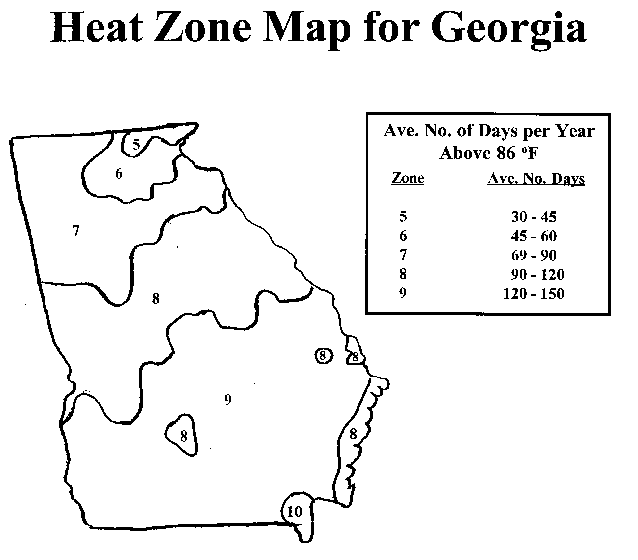 Heat Zone Map for Georgia
Ave. No. of Days per Year
Above 86 °F
Zone Ave. No. Days
5 30 - 45
6 45 - 60
7 69 - 90
8 90 - 120
9 120 - 150
5
6
7
8
8
8
9
8
8
10